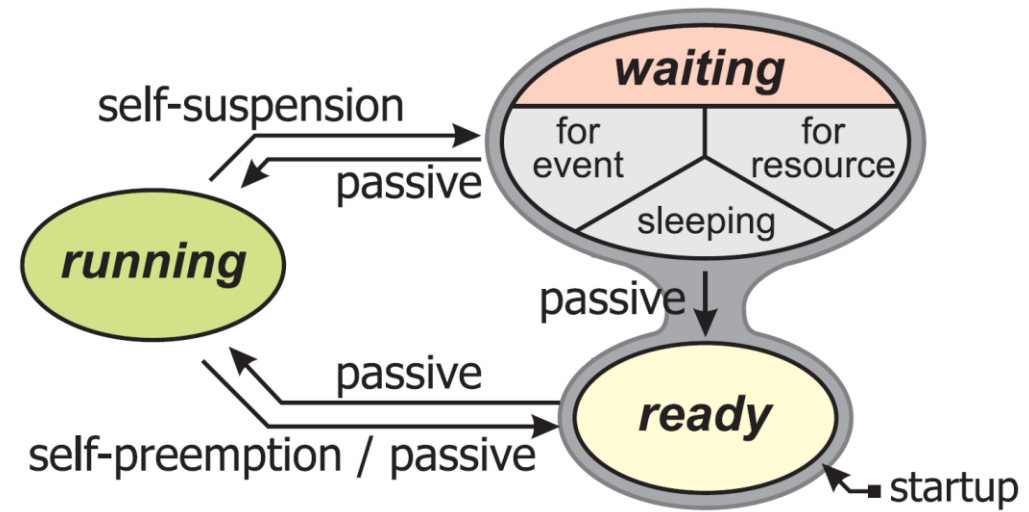 waiting
self-suspension
for
event
for
resource
passive
sleeping
running
passive
passive
ready
self-preemption / passive
startup